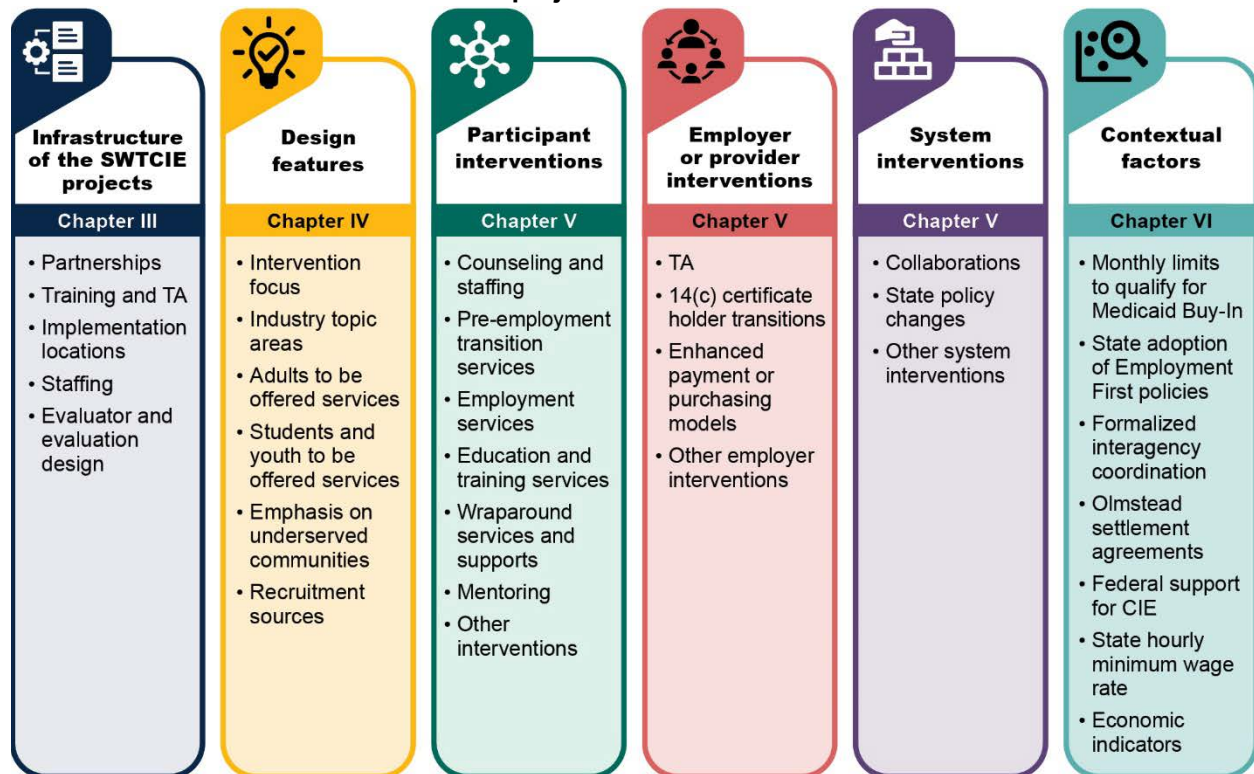 Infrastructure
of the SWTCIE
projects
Chapter III
• Partnerships
• Training and TA
• Implementation
locations
• Staffing
• Evaluator and
evaluation
design
Design
features
Chapter IV
• Intervention
focus
• Industry topic
areas
• Adults to be
offered services
• Students and
youth to be
offered services
• Emphasis on
underserved
communities
• Recruitment
sources
Participant
interventions
Chapter V
• Counseling and
staffing
• Pre-employment
transition
services
• Employment
services
• Education and
training services
• Wraparound
services and
supports
• Mentoring
• Other
interventions
Employer
or provider
interventions
Chapter V
• TA
• 14(c) certificate
holder transitions
• Enhanced
payment or
purchasing
models
• Other employer
interventions
System
interventions
Chapter V
• Collaborations
• State policy
changes
• Other system
interventions
Contextual
factors
Chapter VI
• Monthly limits
to qualify for
Medicaid Buy-In
• State adoption
of Employment
First policies
• Formalized
interagency
coordination
• Olmstead
settlement
agreements
• Federal support
for CIE
• State hourly
minimum wage
rate
• Economic
indicators